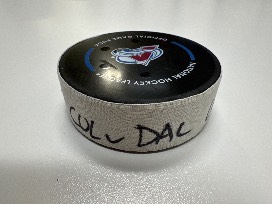 OFFICIAL GAME PUCK
NATIONAL HOCKEY LEAGUE
COL v DAL